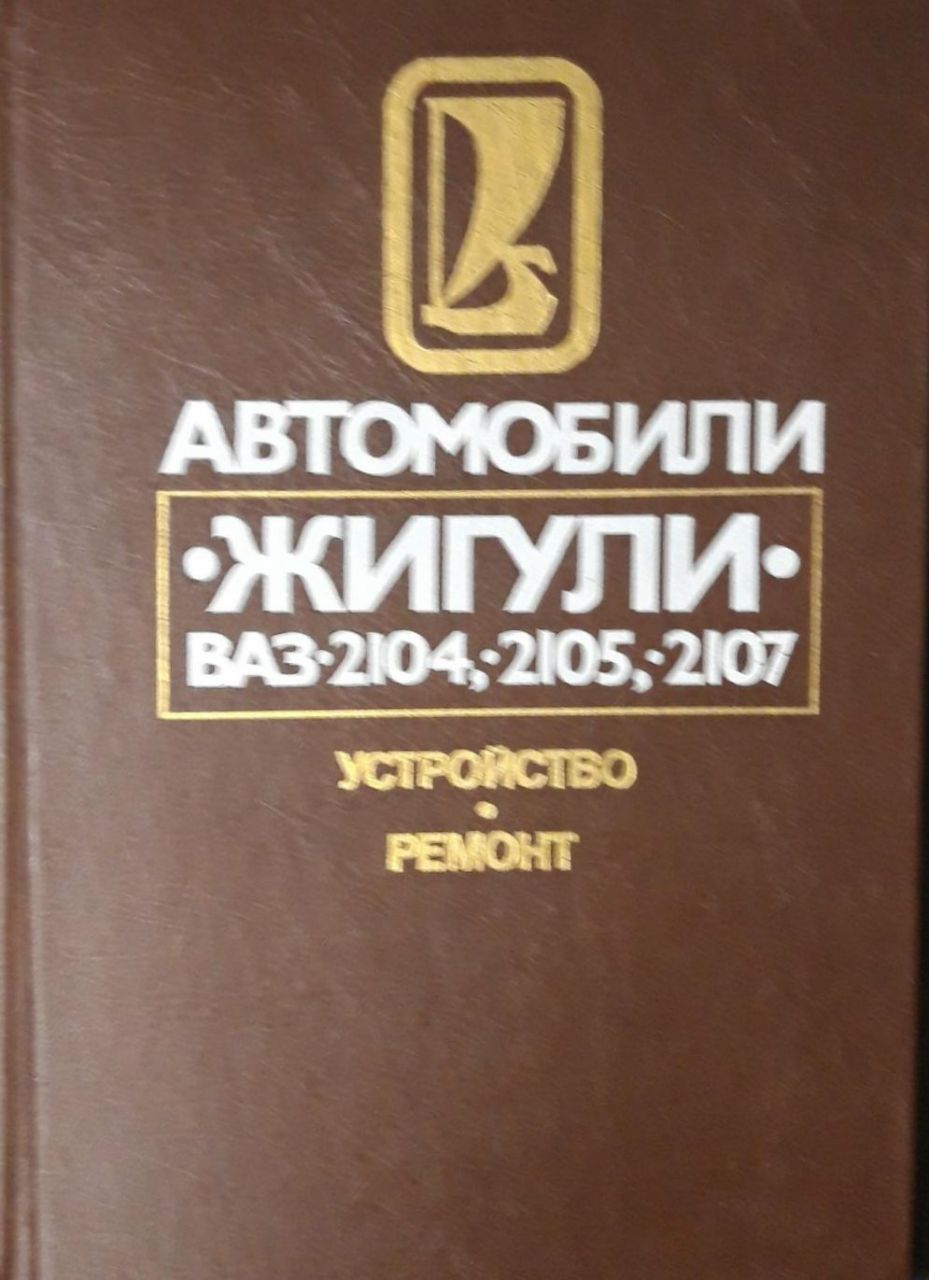 АВТОМОБИЛИ
·ЖИГУЛИ·
ВАЗ-2104,-2105,-2107
УСТРОЙСТВО
·
РЕМОНТ